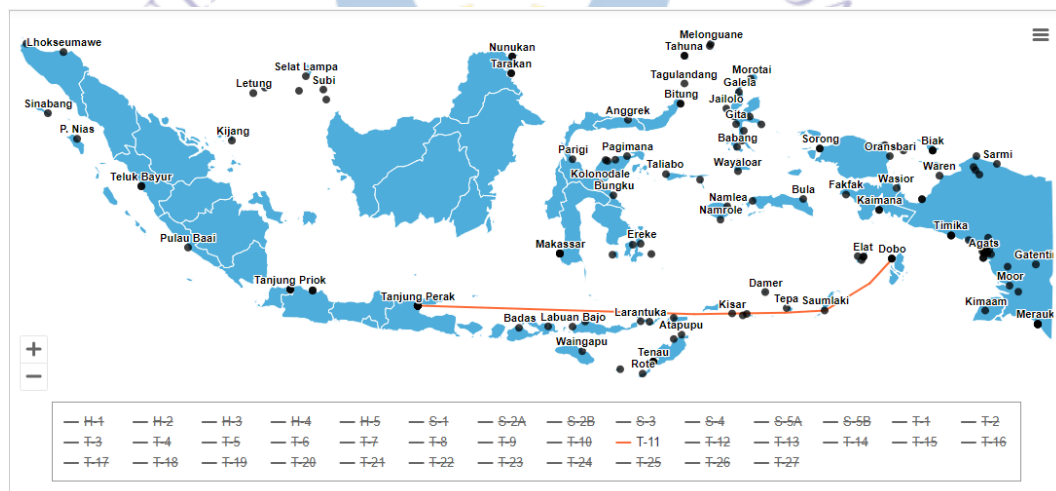 Lhokseumawe
Melonguane
Nunukan
Tahuna
Selat Lampa
Tarakan
Morotai
Letung
Subi
Tagulandang
Galela
Sinabang
Bitung
Jailolo
Anggrek
Gita
P. Nias
Kijang
Babang
Sorong
Oransbari
Biak
Parigi
Pagimana
Sarmi
Wayaloar
Waren
Teluk Bayur
Kolonodale
Taliabo
Wasior
Bungku
Bula
Fakfak
Namlea
Kaimana
Namrole
Timika
Pulau Baai
Ereke
Makassar
Elat
Dobo
Agats
Gatentiri
Tanjung Priok
Moor
Damer
Tanjung Perak
Tepa
Saumlaki
Kimaam
Kisar
Badas
Labuan Bajo
Larantuka
Merauk
Atapupu
Waingapu
Tenau
Rote
+
−
H-1 H-2 H-3 H-4 H-5 S-1 S-2A S-2B S-3 S-4 S-5A S-5B T-1 T-2
T-3 T-4 T-5 T-6 T-7 T-8 T-9 T-10 T-11 T-12 T-13 T-14 T-15 T-16
T-17 T-18 T-19 T-20 T-21 T-22 T-23 T-24 T-25 T-26 T-27